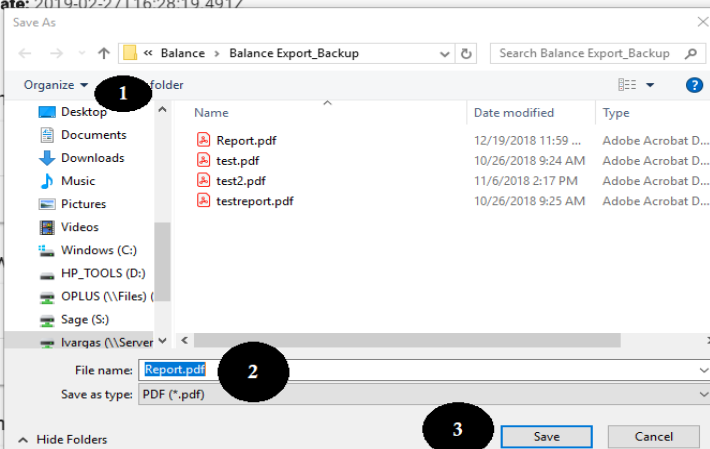 ate: 2019-02-27T16:28:19.491Z
Save As
« Balance > Balance Export_Backup
Search Balance Export_Backup
Organize
1
folder
?
Desktop
Documents
Downloads
Music
Pictures
Videos
Windows (C:)
HP_TOOLS (D:)
OPLUS (\\Files) (
Sage (S:)
lvargas (\\Server
Name Date modified Type
Report.pdf 12/19/2018 11:59 ... Adobe Acrobat D...
test.pdf 10/26/2018 9:24 AM Adobe Acrobat D...
test2.pdf 11/6/2018 2:17 PM Adobe Acrobat D...
testreport.pdf 10/26/2018 9:25 AM Adobe Acrobat D...
File name: Report.pdf
2
Save as type: PDF (*.pdf)
Hide Folders
3
Save
Cancel